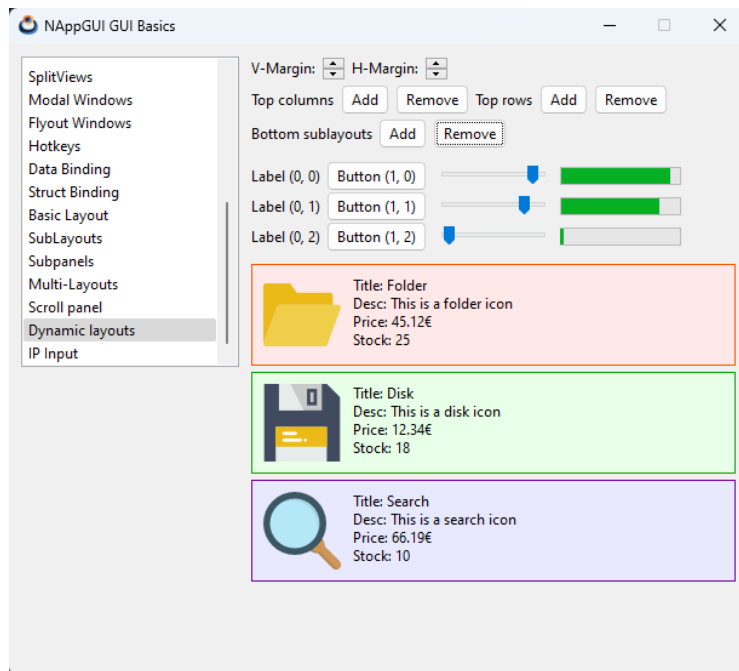 NAppGUI GUI Basics
SplitViews
Modal Windows
Flyout Windows
Hotkeys
Data Binding
Struct Binding
Basic Layout
SubLayouts
Subpanels
Multi-Layouts
Scroll panel
Dynamic layouts
IP Input
V-Margin: H-Margin:
Top columns Add Remove Top rows Add Remove
Bottom sublayouts Add Remove
Label (0, 0) Button (1, 0)
Label (0, 1) Button (1, 1)
Label (0, 2) Button (1, 2)
Title: Folder
Desc: This is a folder icon
Price: 45.12€
Stock: 25
Title: Disk
Desc: This is a disk icon
Price: 12.34€
Stock: 18
Title: Search
Desc: This is a search icon
Price: 66.19€
Stock: 10